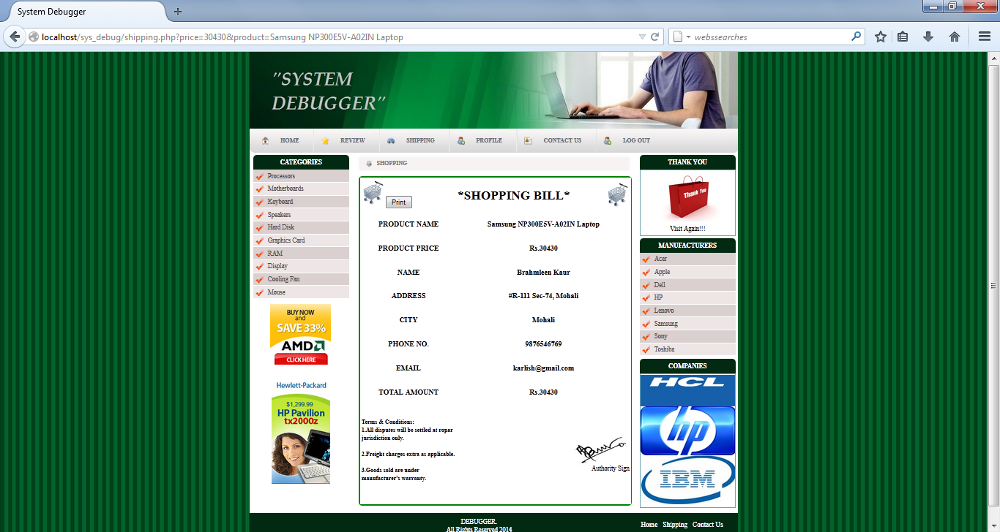 System Debugger
localhost/sys_debug/shipping.php?price=30430&product=Samsung NP300E5V-A02IN Laptop
webssearches
"SYSTEM
DEBUGGER"
HOME REVIEW SHIPPING PROFILE CONTACT US LOG OUT
CATEGORIES
Processors
Motherboards
Keyboard
Speakers
Hard Disk
Graphics Card
RAM
Display
Cooling Fan
Mouse
BUY NOW
and
SAVE 33%
AMD
CLICK HERE
Hewlett-Packard
$1,299.99
HP Pavilion
tx2000z
SHOPPING
Print
*SHOPPING BILL*
PRODUCT NAME Samsung NP300E5V-A02IN Laptop
PRODUCT PRICE Rs.30430
NAME Brahmleen Kaur
ADDRESS #R-111 Sec-74, Mohali
CITY Mohali
PHONE NO. 9876546769
EMAIL karlish@gmail.com
TOTAL AMOUNT Rs.30430
Terms & Conditions:
1.All disputes will be settled at ropar
jurisdiction only.
2.Freight charges extra as applicable.
3.Goods sold are under
manufacturer's warranty.
Authority Sign
THANK YOU
Thank You
Visit Again!!!
MANUFACTURERS
Acer
Apple
Dell
HP
Lenovo
Samsung
Sony
Toshiba
COMPANIES
HCL
hp
IBM
DEBUGGER.
All Rights Reserved 2014
Home Shipping Contact Us